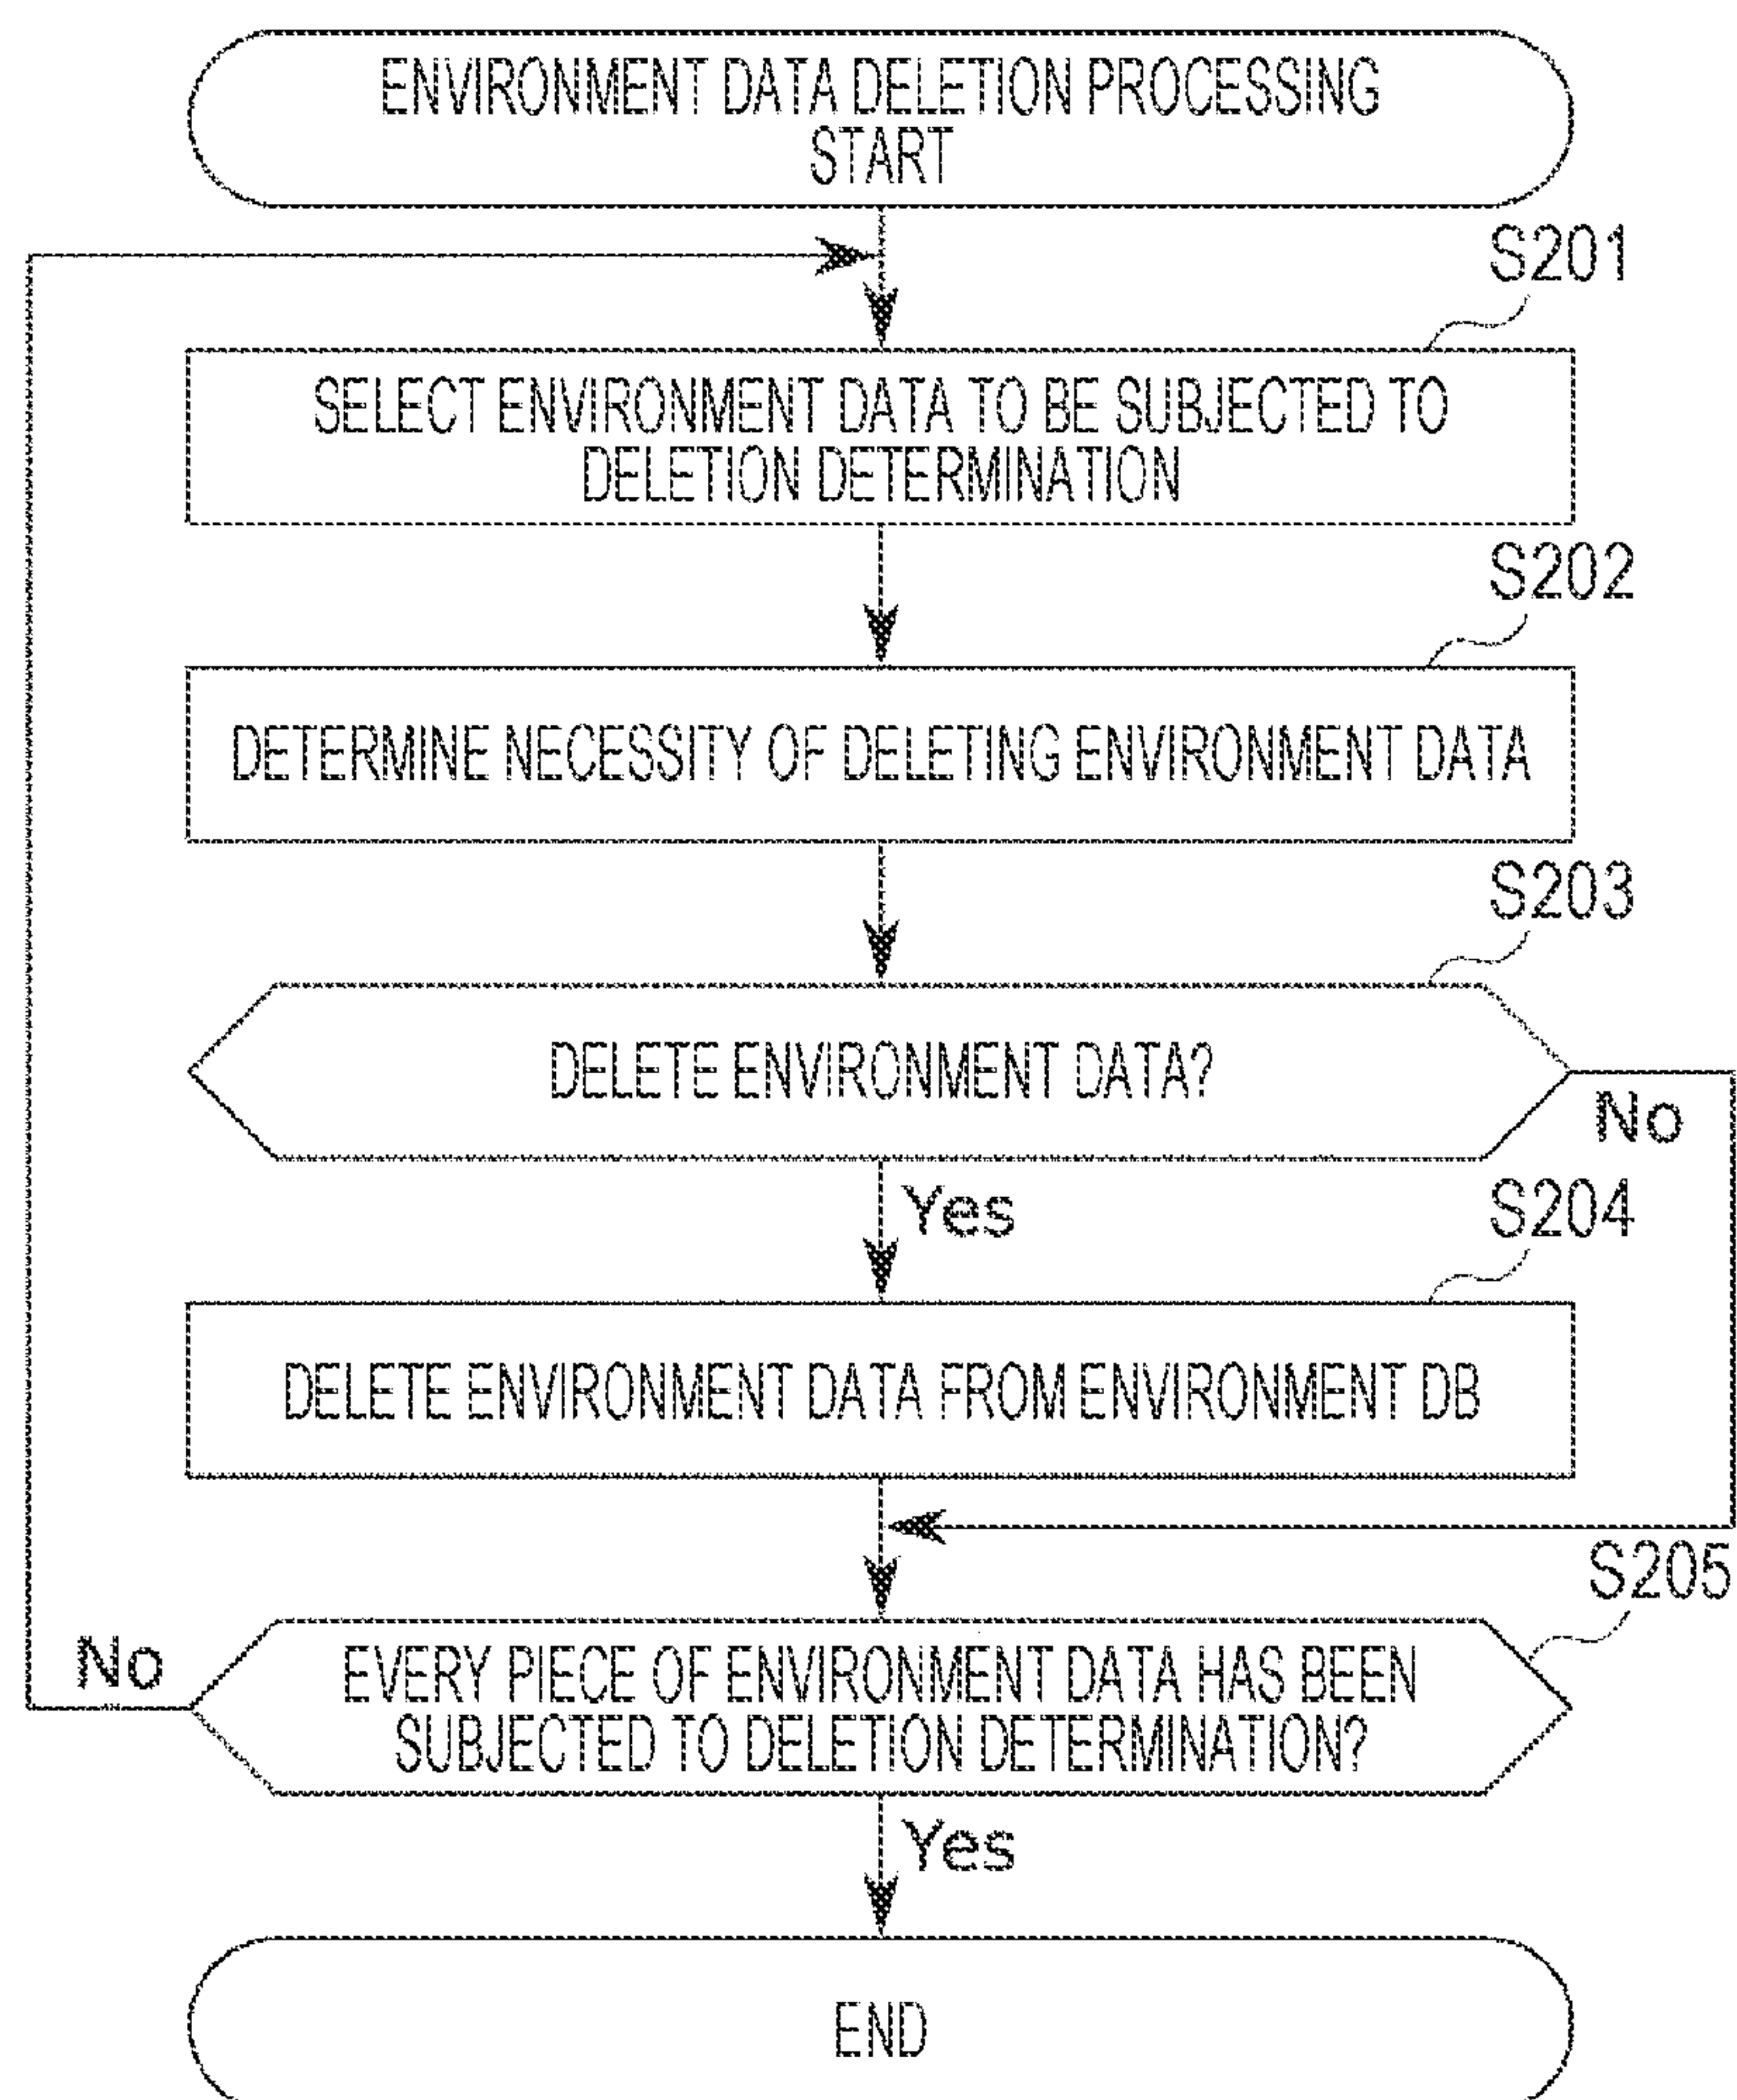 ENVIRONMENT DATA DELETION PROCESSING
START
S201
SELECT ENVIRONMENT DATA TO BE SUBJECTED TO
DELETION DETERMINATION
S202
DETERMINE NECESSITY OF DELETING ENVIRONMENT DATA
S203
DELETE ENVIRONMENT DATA?
No
Yes
S204
DELETE ENVIRONMENT DATA FROM ENVIRONMENT DB
S205
No
EVERY PIECE OF ENVIRONMENT DATA HAS BEEN
SUBJECTED TO DELETION DETERMINATION?
Yes
END